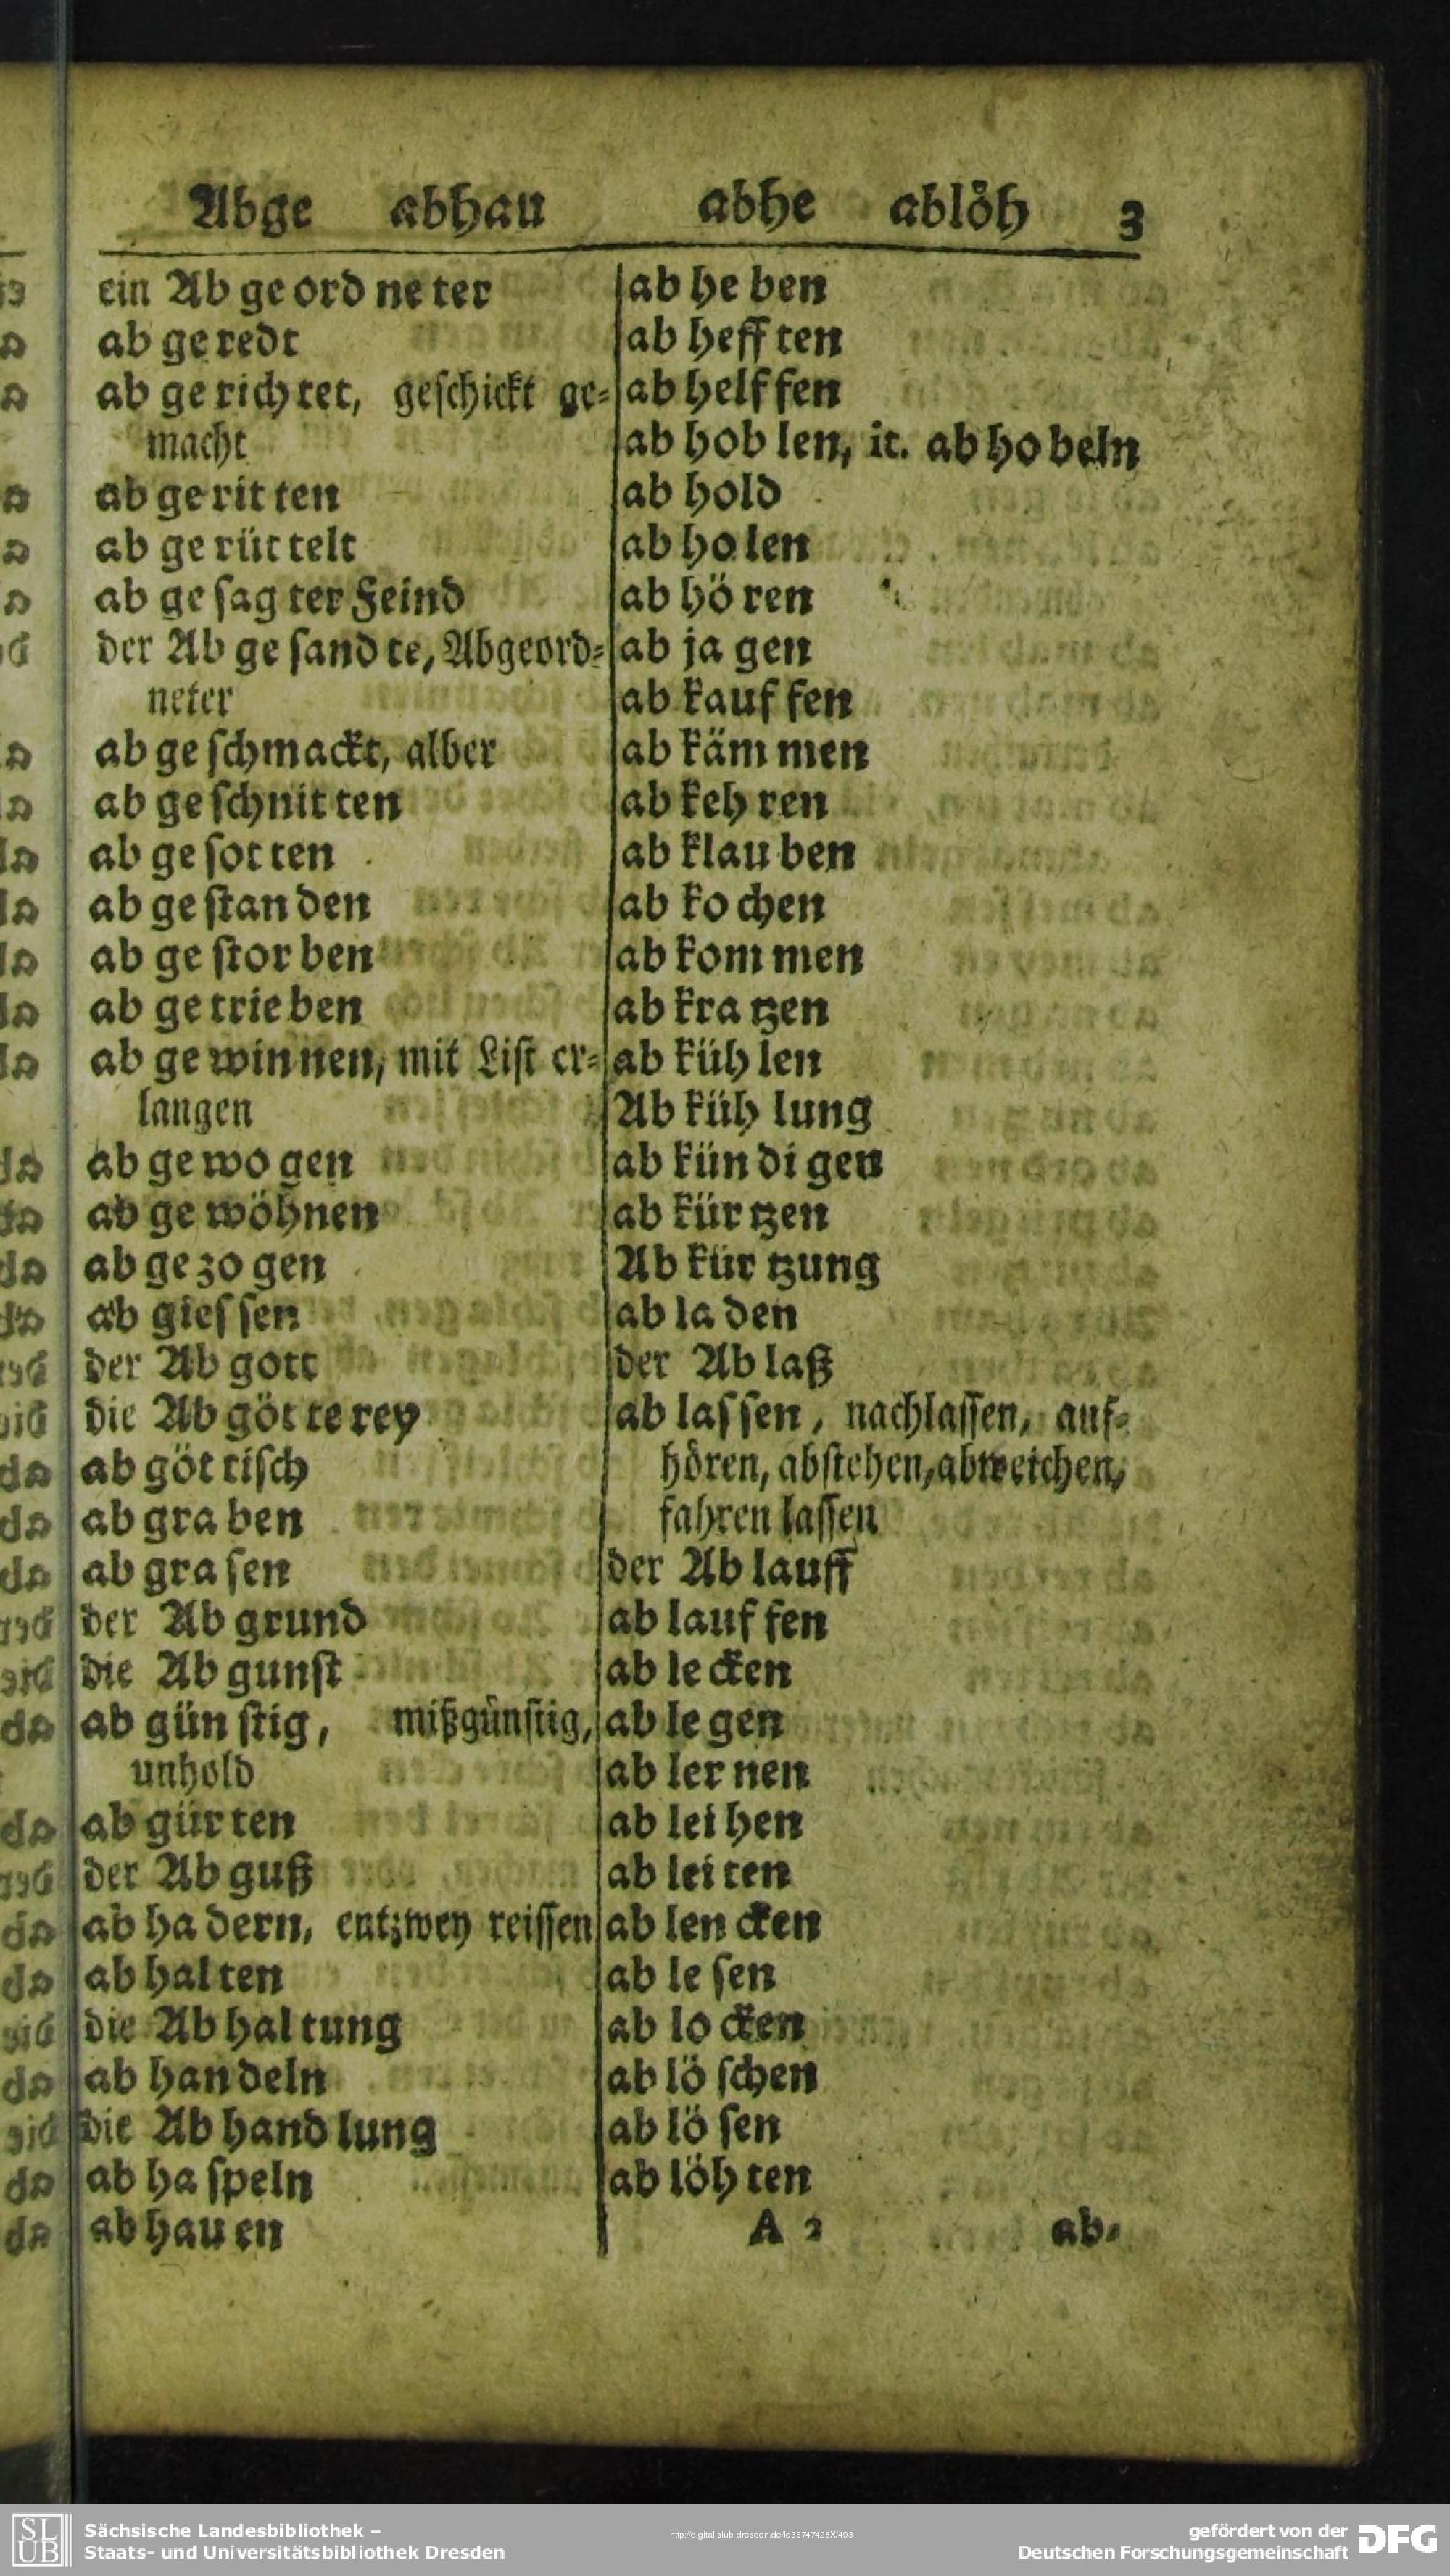 Abge abhau abhe ablöh 3
ein Ab ge ord ne ter
ab ge redt
ab ge rich tet, geſchickt ge-
macht
ab ge rit ten
ab ge rüt telt
ab ge ſag ter Feind
der Ab ge ſand te, Abgeord-
neter
ab ge ſchmackt, alber
ab ge ſchnit ten
ab ge ſot ten
ab ge ſtan den
ab ge ſtor ben
ab ge trie ben
ab ge win nen, mit Liſt er-
langen
ab ge wo gen
ab ge wöhnen
ab ge zo gen
ab gieſ ſen
der Ab gott
die Ab göt te rey
ab göt tiſch
ab gra ben
ab gra ſen
der Ab grund
die Ab gunſt
ab gün ſtig, mißgünſtig,
unhold
ab gür ten
der Ab guß
ab ha dern, entzwey reiſſen
ab hal ten
die Ab hal tung
ab han deln
die Ab hand lung
ab ha ſpeln
ab hau en
ab he ben
ab heff ten
ab helf fen
ab hob len, it. ab ho beln
ab hold
ab ho len
ab hö ren
ab ja gen
ab kauf fen
ab käm men
ab keh ren
ab klau ben
ab ko chen
ab kom men
ab kra tzen
ab küh len
Ab küh lung
ab kün di gen
ab kür tzen
Ab kür tzung
ab la den
der Ab laß
ab laſ ſen, nachlaſſen, auf-
hören, abſtehen, abweichen,
fahren laſſen
der Ab lauff
ab lauf fen
ab le cken
ab le gen
ab ler nen
ab lei hen
ab lei ten
ab len cken
ab le ſen
ab lo cken
ab lö ſchen
ab lö ſen
ab löh ten
A 2 ab-
SLUB Sächsische Landesbibliothek –
Staats- und Universitätsbibliothek Dresden
http://digital.slub-dresden.de/id36747428X/493
gefördert von der
Deutschen Forschungsgemeinschaft DFG